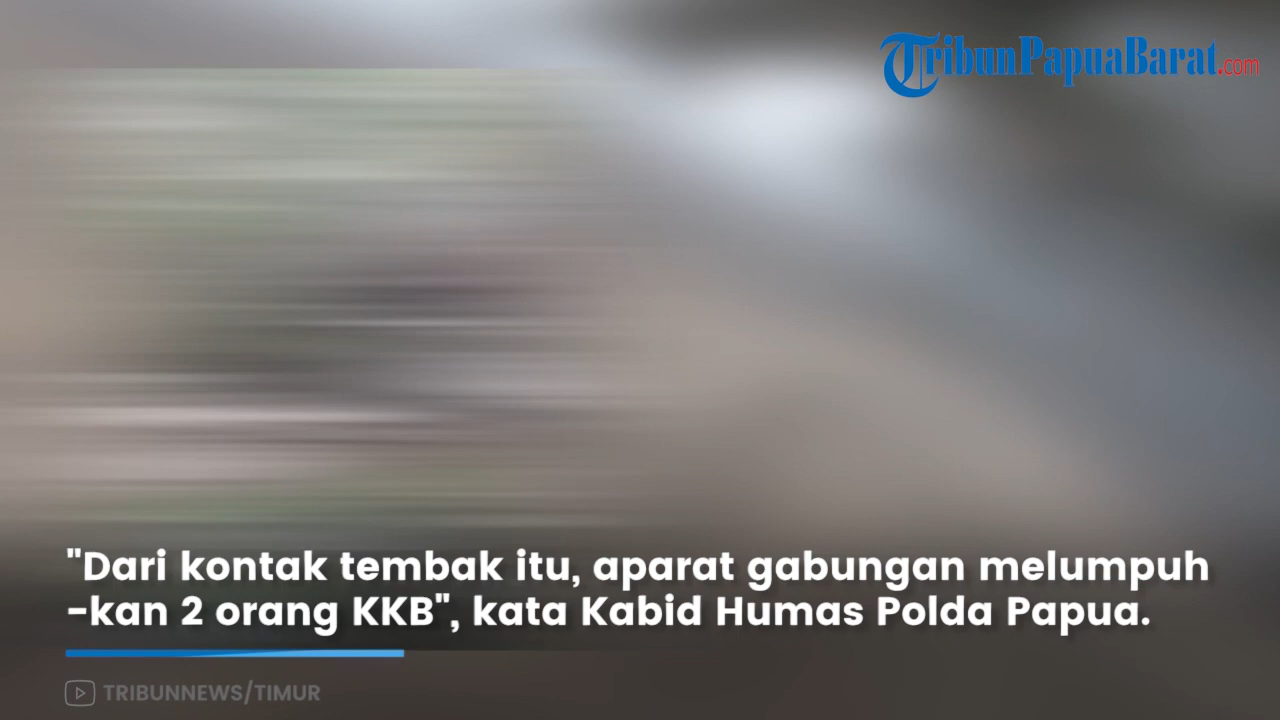 TribunPapuaBarat.com
"Dari kontak tembak itu, aparat gabungan melumpuh
-kan 2 orang KKB", kata Kabid Humas Polda Papua.
TRIBUNNEWS/TIMUR